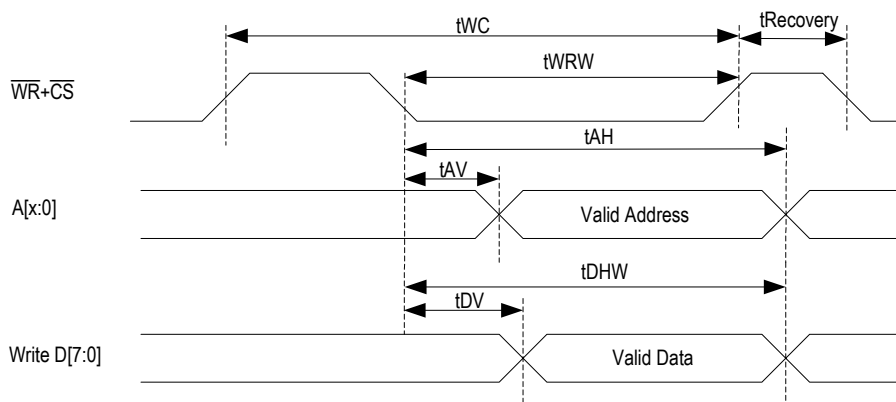 tWC
tRecovery
tWRW
WR+CS
tAH
tAV
A[x:0]
Valid Address
tDHW
tDV
Write D[7:0]
Valid Data